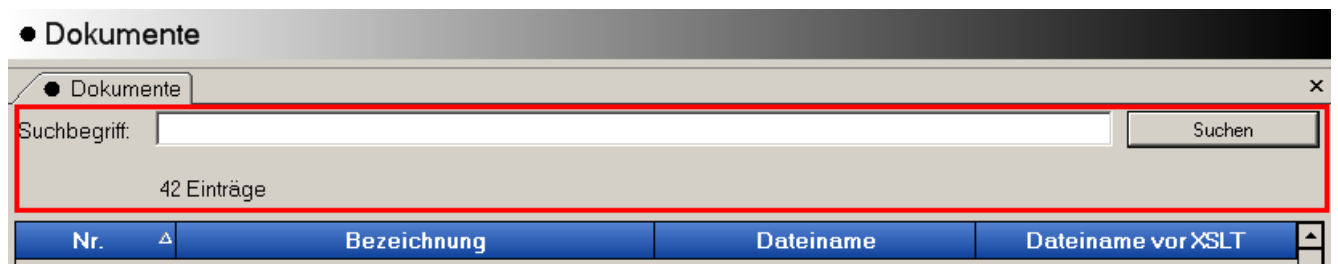 Dokumente
Dokumente
Suchbegriff: Suchen
42 Einträge
Nr. Bezeichnung Dateiname Dateiname vor XSLT